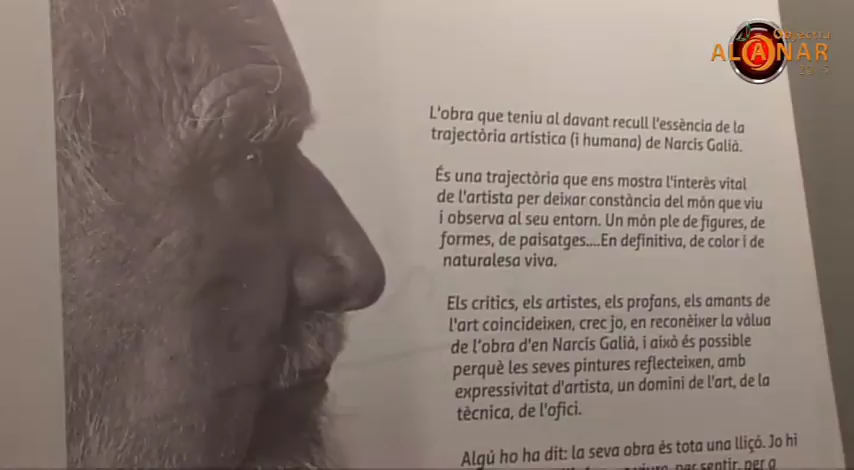 Objectiu
ALCANAR
L'obra que teniu al davant recull l'essència de la
trajectòria artística (i humana) de Narcís Galià.
És una trajectòria que ens mostra l'interès vital
de l'artista per deixar constància del món que viu
i observa al seu entorn. Un món ple de figures, de
formes, de paisatges....En definitiva, de color i de
naturalesa viva.
Els crítics, els artistes, els profans, els amants de
l'art coincideixen, crec jo, en reconèixer la vàlua
de l'obra d'en Narcís Galià, i això és possible
perquè les seves pintures reflecteixen, amb
expressivitat d'artista, un domini de l'art, de la
tècnica, de l'ofici.
Algú ho ha dit: la seva obra és tota una lliçó. Jo hi
viure, per sentir, per a